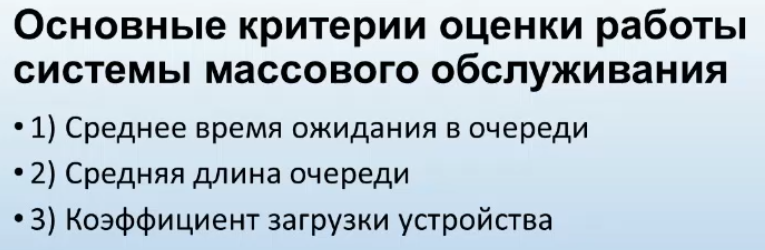 Основные критерии оценки работы
системы массового обслуживания
• 1) Среднее время ожидания в очереди
• 2) Средняя длина очереди
• 3) Коэффициент загрузки устройства